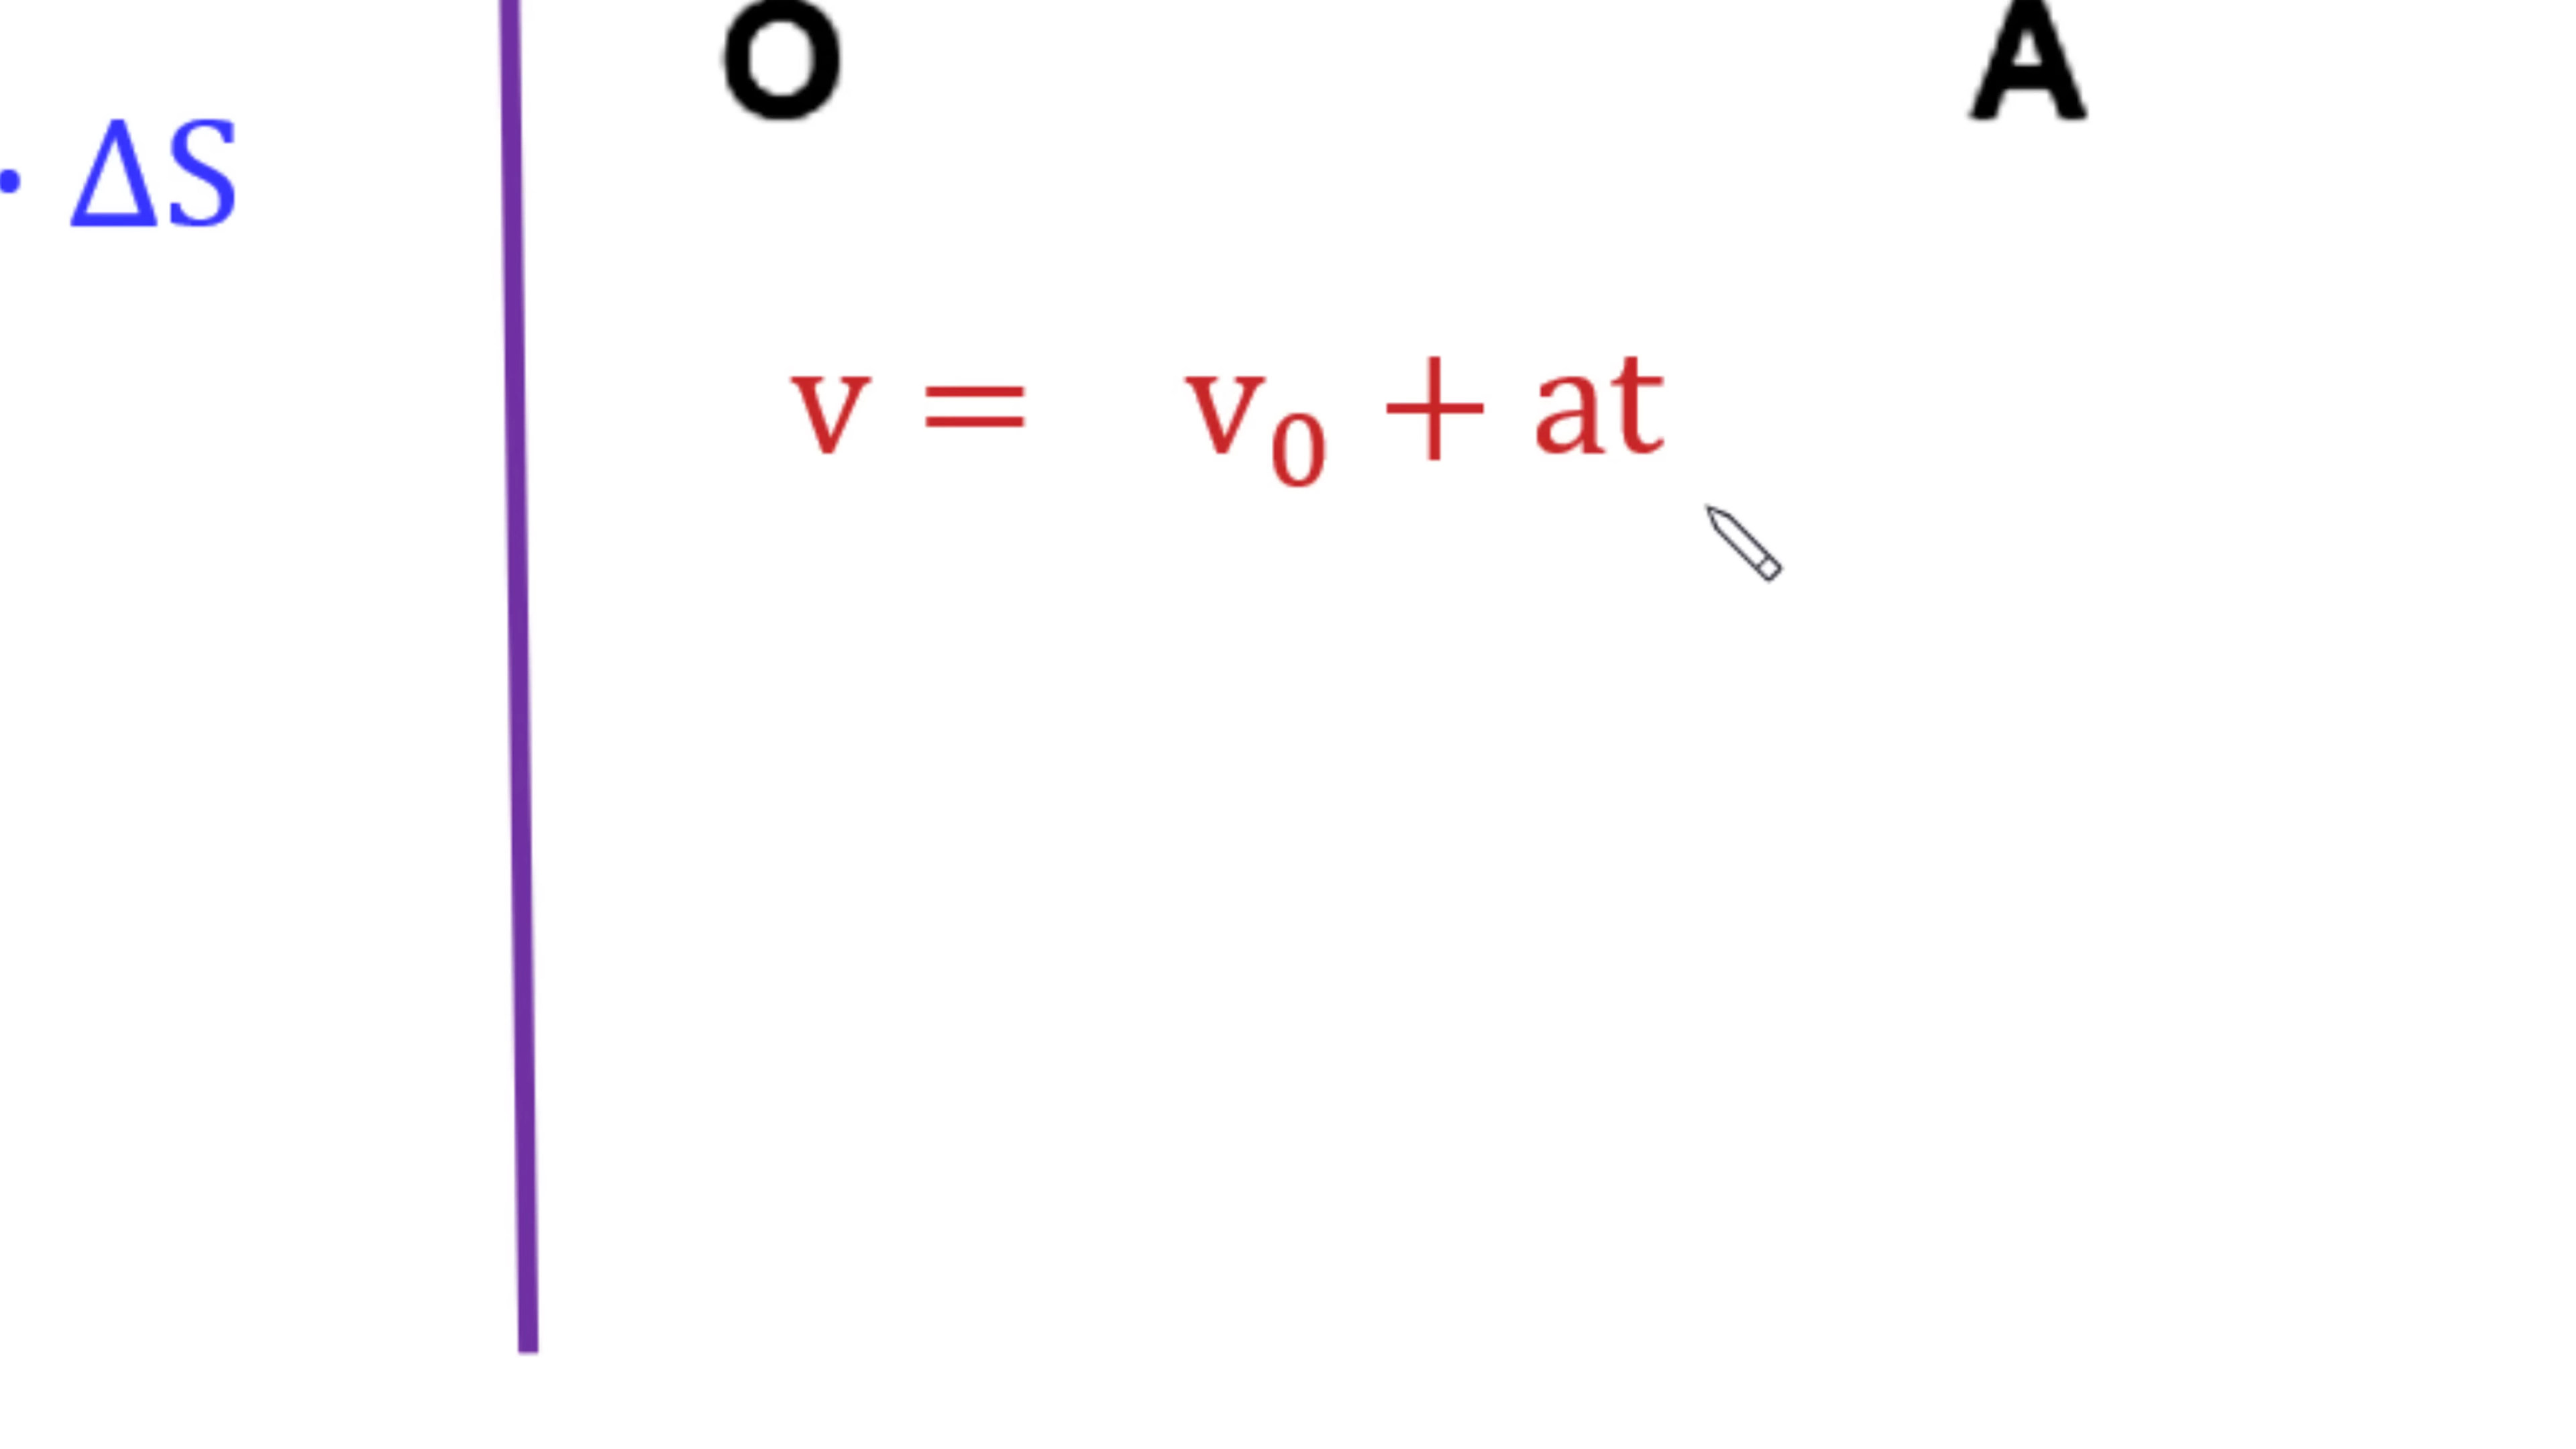 O A
· ΔS
v = v₀ + at